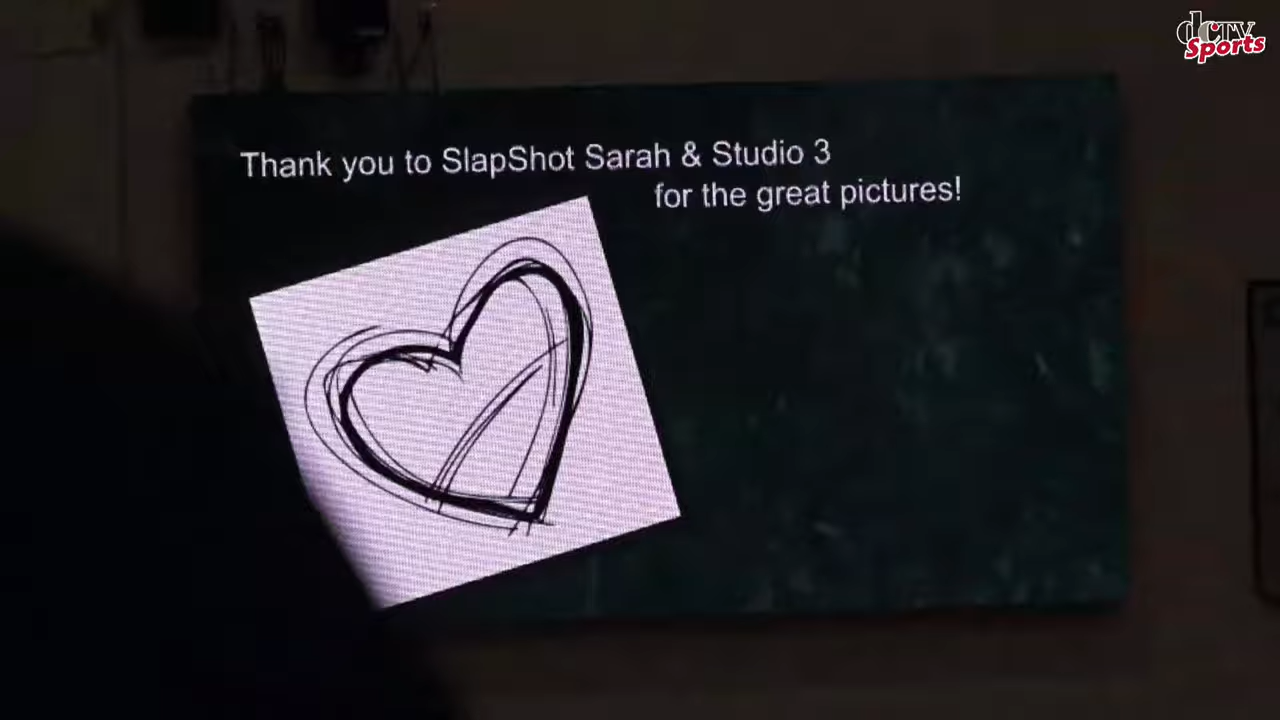 dctv
Sports
Thank you to SlapShot Sarah & Studio 3
for the great pictures!